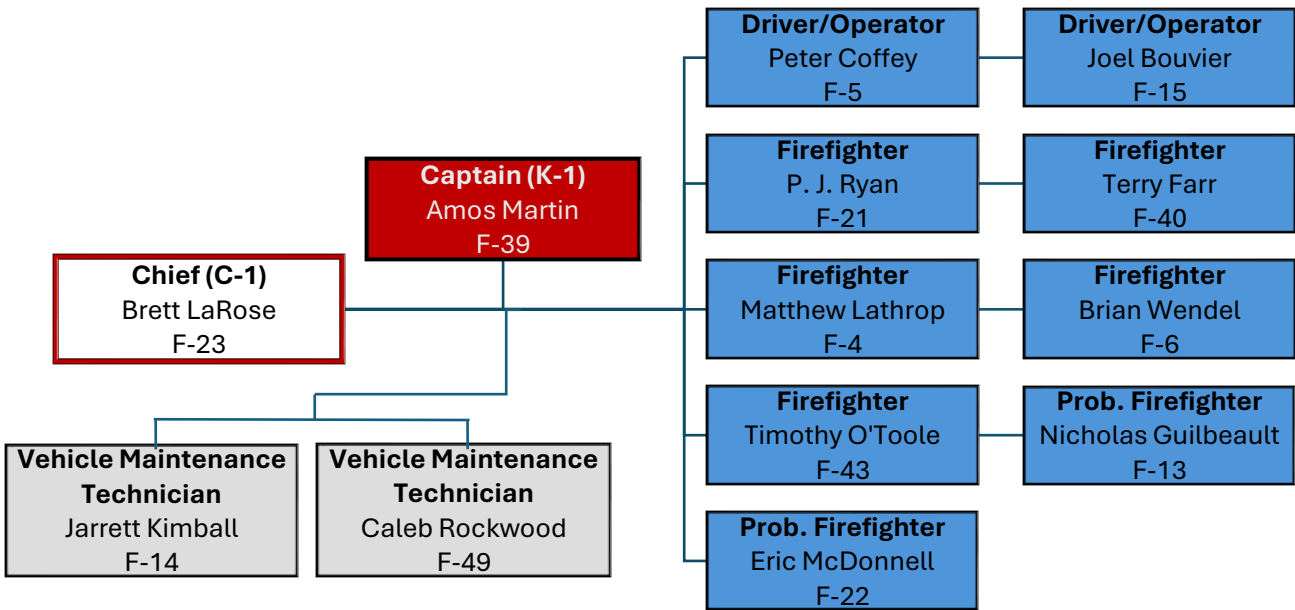 Driver/Operator
Peter Coffey
F-5
Driver/Operator
Joel Bouvier
F-15
Captain (K-1)
Amos Martin
F-39
Firefighter
P. J. Ryan
F-21
Firefighter
Terry Farr
F-40
Chief (C-1)
Brett LaRose
F-23
Firefighter
Matthew Lathrop
F-4
Firefighter
Brian Wendel
F-6
Firefighter
Timothy O'Toole
F-43
Prob. Firefighter
Nicholas Guilbeault
F-13
Vehicle Maintenance
Technician
Jarrett Kimball
F-14
Vehicle Maintenance
Technician
Caleb Rockwood
F-49
Prob. Firefighter
Eric McDonnell
F-22